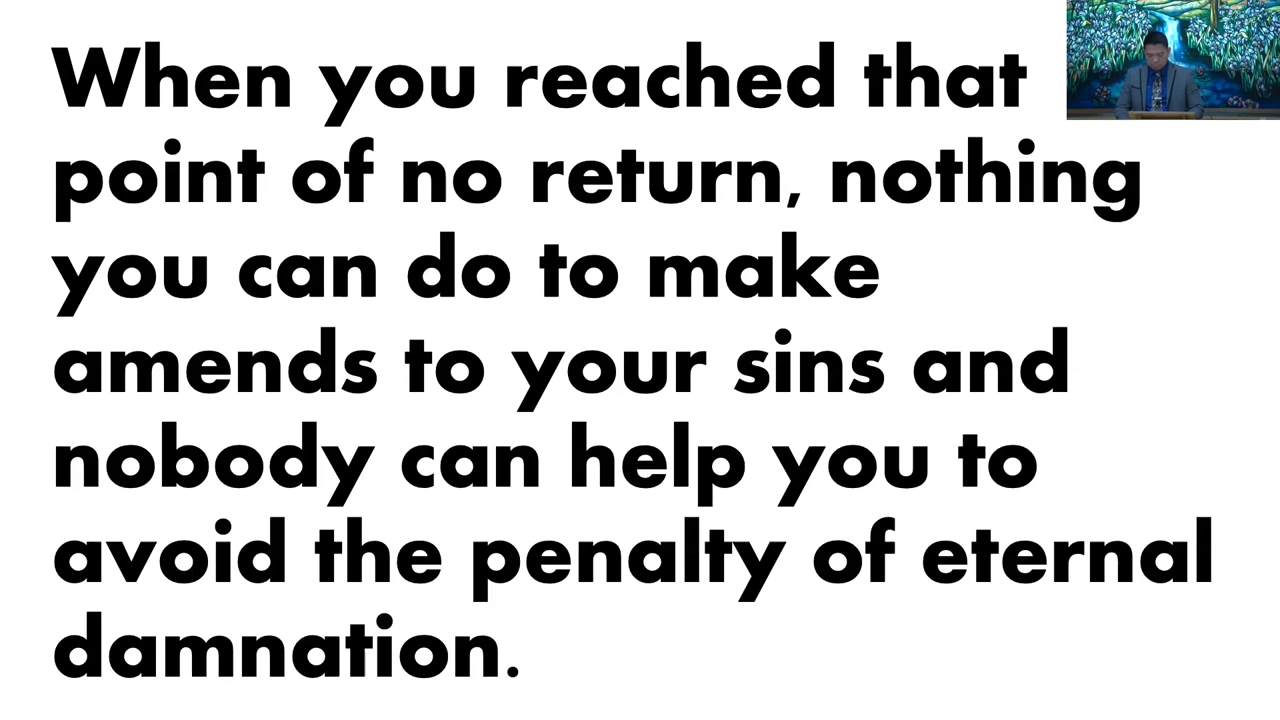 When you reached that
point of no return, nothing
you can do to make
amends to your sins and
nobody can help you to
avoid the penalty of eternal
damnation.